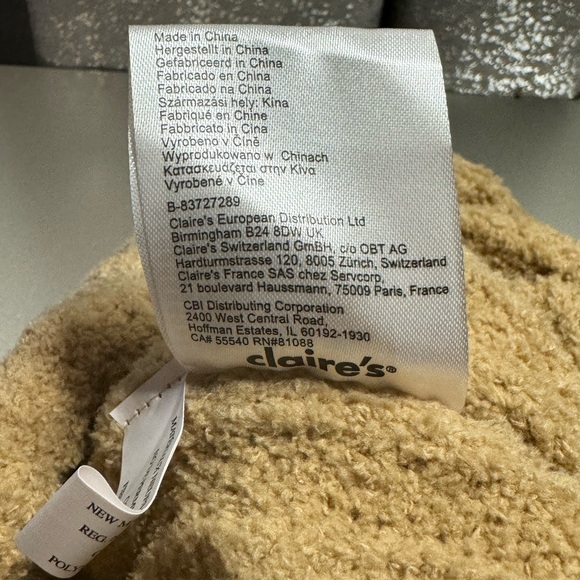 Made in China
Hergestellt in China
Gefabriceerd in China
Fabricado en China
Fabricado na China
Származási hely: Kina
Fabriqué en Chine
Fabbricato in Cina
Vyrobeno v Číně
Wyprodukowano w Chinach
Κατασκευάζεται στην Κίνα
Vyrobené v Číne
B-83727289
Claire's European Distribution Ltd
Birmingham B24 8DW UK
Claire's Switzerland GmbH, c/o OBT AG
Hardturmstrasse 120, 8005 Zürich, Switzerland
Claire's France SAS chez Servcorp,
21 boulevard Haussmann, 75009 Paris, France
CBI Distributing Corporation
2400 West Central Road,
Hoffman Estates, IL 60192-1930
CA# 55540 RN#81088
claire's®
NEW